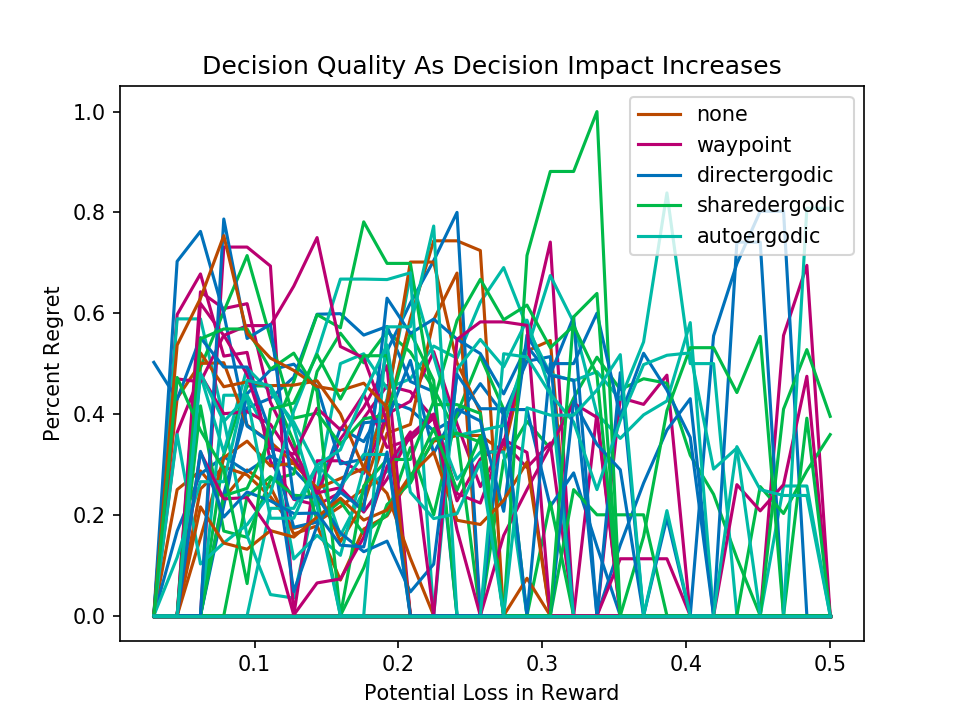 Decision Quality As Decision Impact Increases
none
waypoint
directergodic
sharedergodic
autoergodic
Percent Regret
1.0
0.8
0.6
0.4
0.2
0.0
0.1
0.2
0.3
0.4
0.5
Potential Loss in Reward